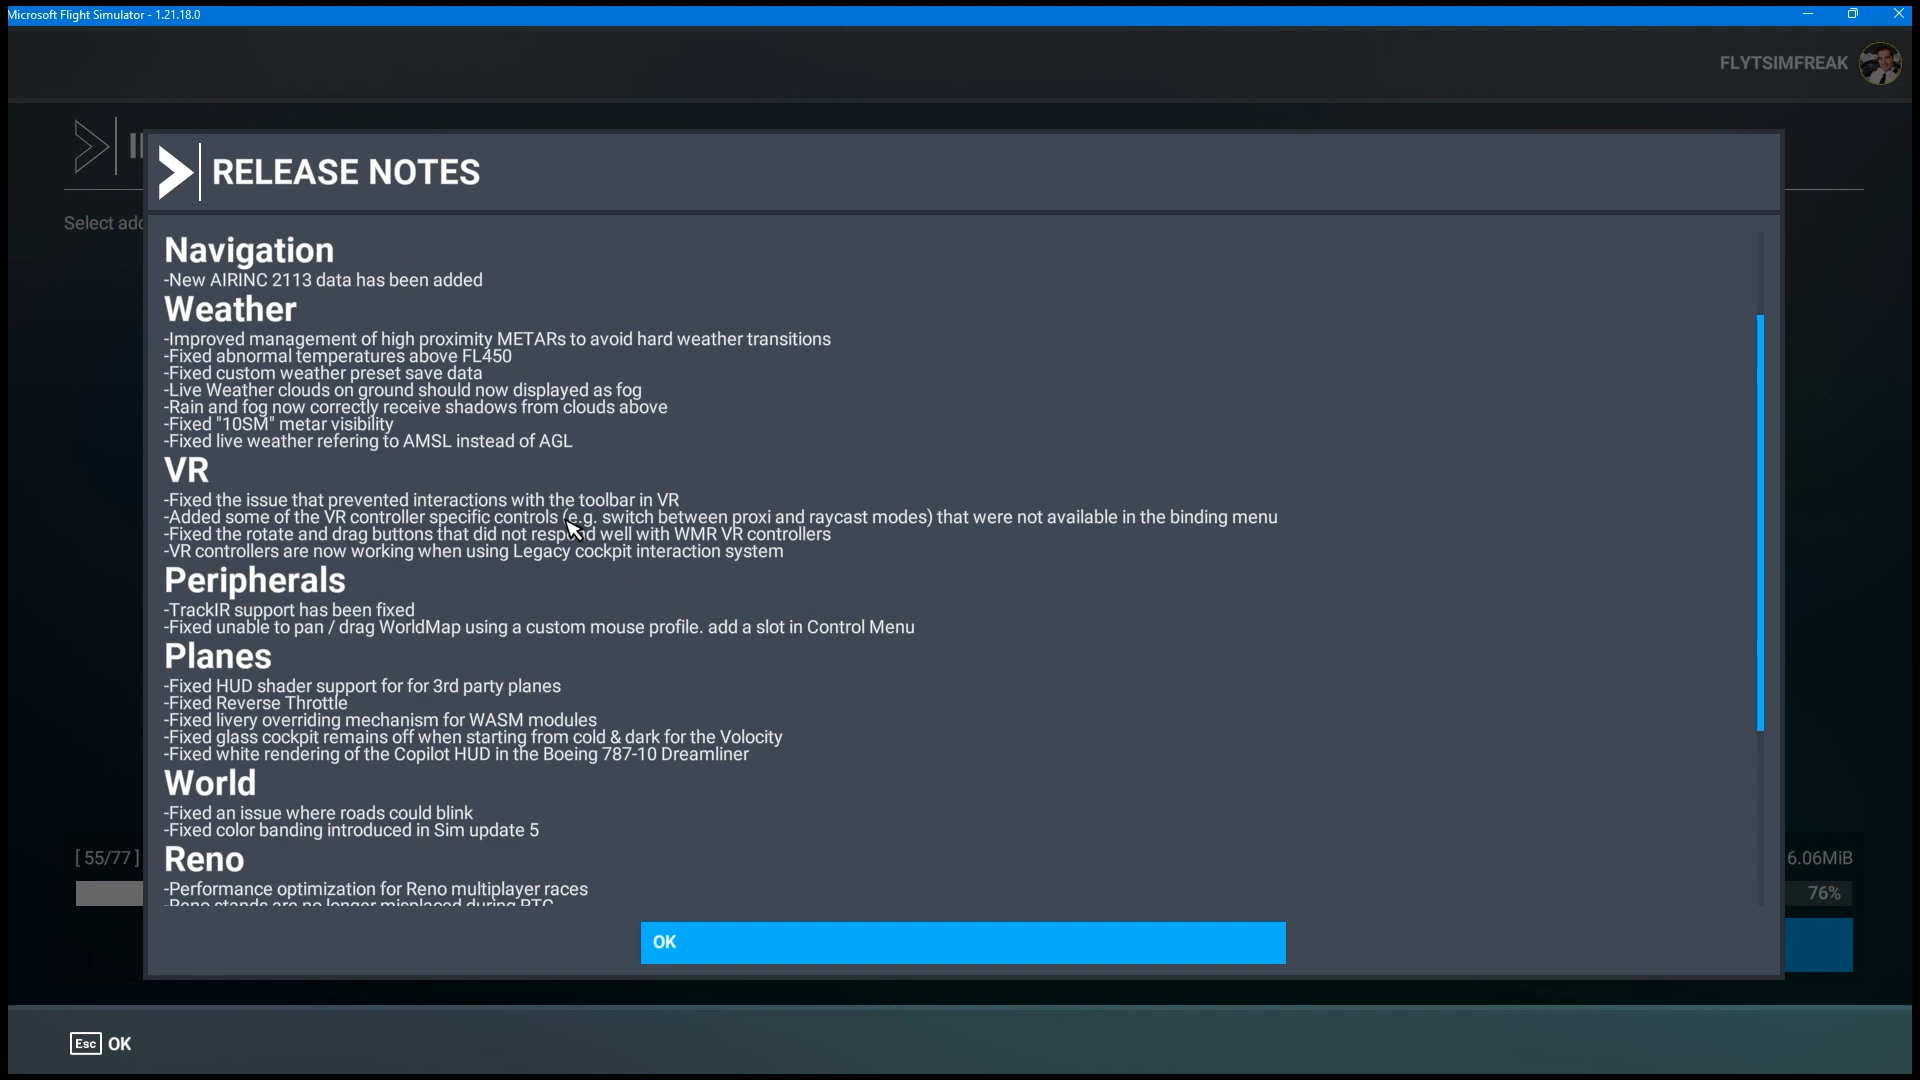 Microsoft Flight Simulator - 1.21.18.0
FLYTSIMFREAK
Select
RELEASE NOTES
Navigation
-New AIRINC 2113 data has been added
Weather
-Improved management of high proximity METARs to avoid hard weather transitions
-Fixed abnormal temperatures above FL450
-Fixed custom weather preset save data
-Live Weather clouds on ground should now displayed as fog
-Rain and fog now correctly receive shadows from clouds above
-Fixed "10SM" metar visibility
-Fixed live weather refering to AMSL instead of AGL
VR
-Fixed the issue that prevented interactions with the toolbar in VR
-Added some of the VR controller specific controls (e.g. switch between proxi and raycast modes) that were not available in the binding menu
-Fixed the rotate and drag buttons that did not respond well with WMR VR controllers
-VR controllers are now working when using Legacy cockpit interaction system
Peripherals
-TrackIR support has been fixed
-Fixed unable to pan / drag WorldMap using a custom mouse profile. add a slot in Control Menu
Planes
-Fixed HUD shader support for for 3rd party planes
-Fixed Reverse Throttle
-Fixed livery overriding mechanism for WASM modules
-Fixed glass cockpit remains off when starting from cold & dark for the Volocity
-Fixed white rendering of the Copilot HUD in the Boeing 787-10 Dreamliner
World
-Fixed an issue where roads could blink
-Fixed color banding introduced in Sim update 5
Reno
-Performance optimization for Reno multiplayer races
-Reno stands are no longer misplaced during RTC
[ 55/77 ]
6.06MiB
76%
OK
Esc OK